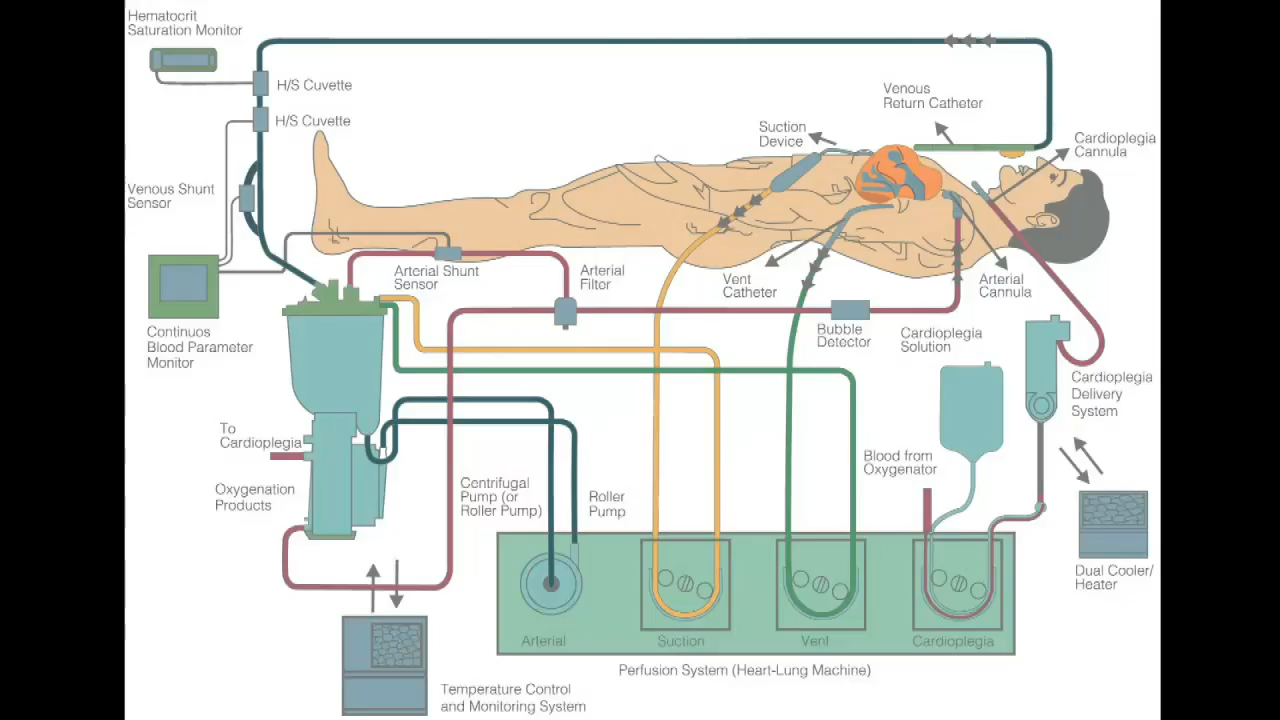 Hematocrit
Saturation Monitor
H/S Cuvette
H/S Cuvette
Venous
Return Catheter
Suction
Device
Cardioplegia
Cannula
Venous Shunt
Sensor
Arterial Shunt
Sensor
Arterial
Filter
Vent
Catheter
Arterial
Cannula
Continuos
Blood Parameter
Monitor
Bubble
Detector
Cardioplegia
Solution
Cardioplegia
Delivery
System
To
Cardioplegia
Oxygenation
Products
Centrifugal
Pump (or
Roller Pump)
Roller
Pump
Blood from
Oxygenator
Dual Cooler/
Heater
Arterial
Suction
Vent
Cardioplegia
Perfusion System (Heart-Lung Machine)
Temperature Control
and Monitoring System